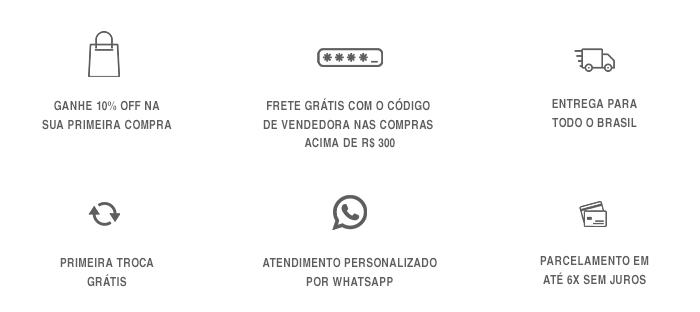 GANHE 10% OFF NA
SUA PRIMEIRA COMPRA
FRETE GRÁTIS COM O CÓDIGO
DE VENDEDORA NAS COMPRAS
ACIMA DE R$ 300
ENTREGA PARA
TODO O BRASIL
PRIMEIRA TROCA
GRÁTIS
ATENDIMENTO PERSONALIZADO
POR WHATSAPP
PARCELAMENTO EM
ATÉ 6X SEM JUROS